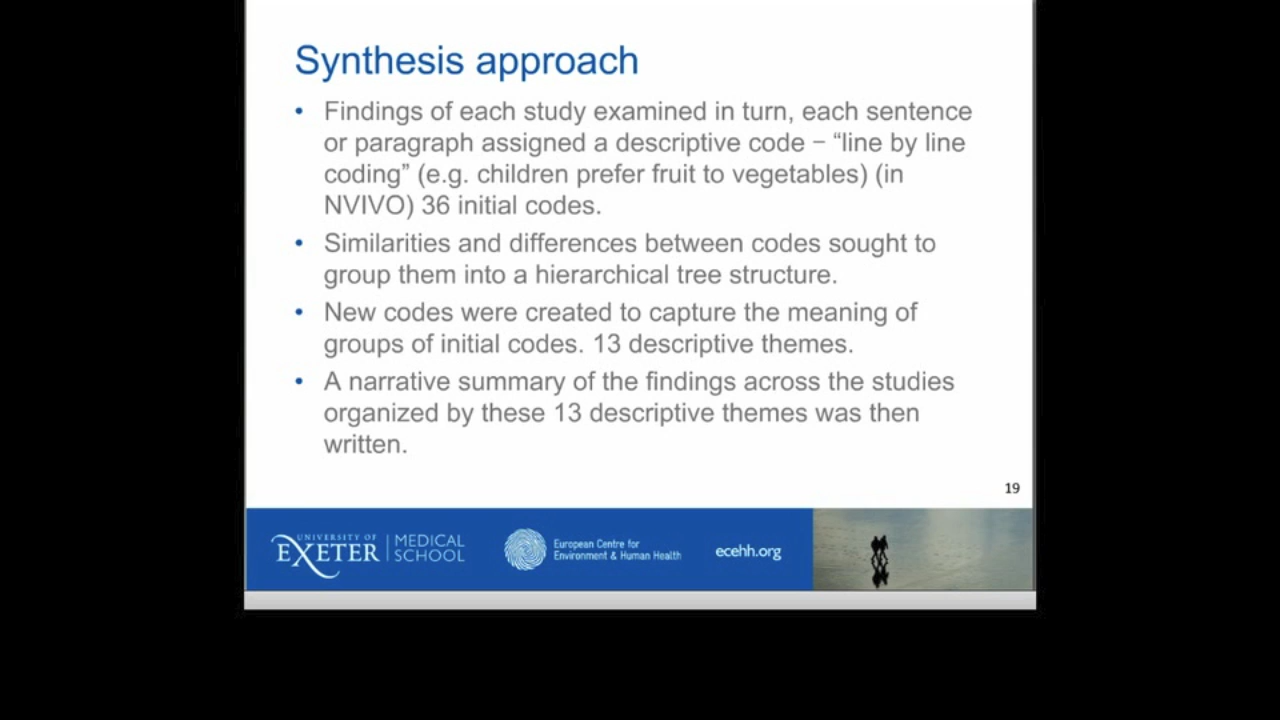 Synthesis approach
• Findings of each study examined in turn, each sentence
or paragraph assigned a descriptive code – “line by line
coding” (e.g. children prefer fruit to vegetables) (in
NVIVO) 36 initial codes.
• Similarities and differences between codes sought to
group them into a hierarchical tree structure.
• New codes were created to capture the meaning of
groups of initial codes. 13 descriptive themes.
• A narrative summary of the findings across the studies
organized by these 13 descriptive themes was then
written.
19
UNIVERSITY OF
EXETER
MEDICAL
SCHOOL
European Centre for
Environment & Human Health
ecehh.org